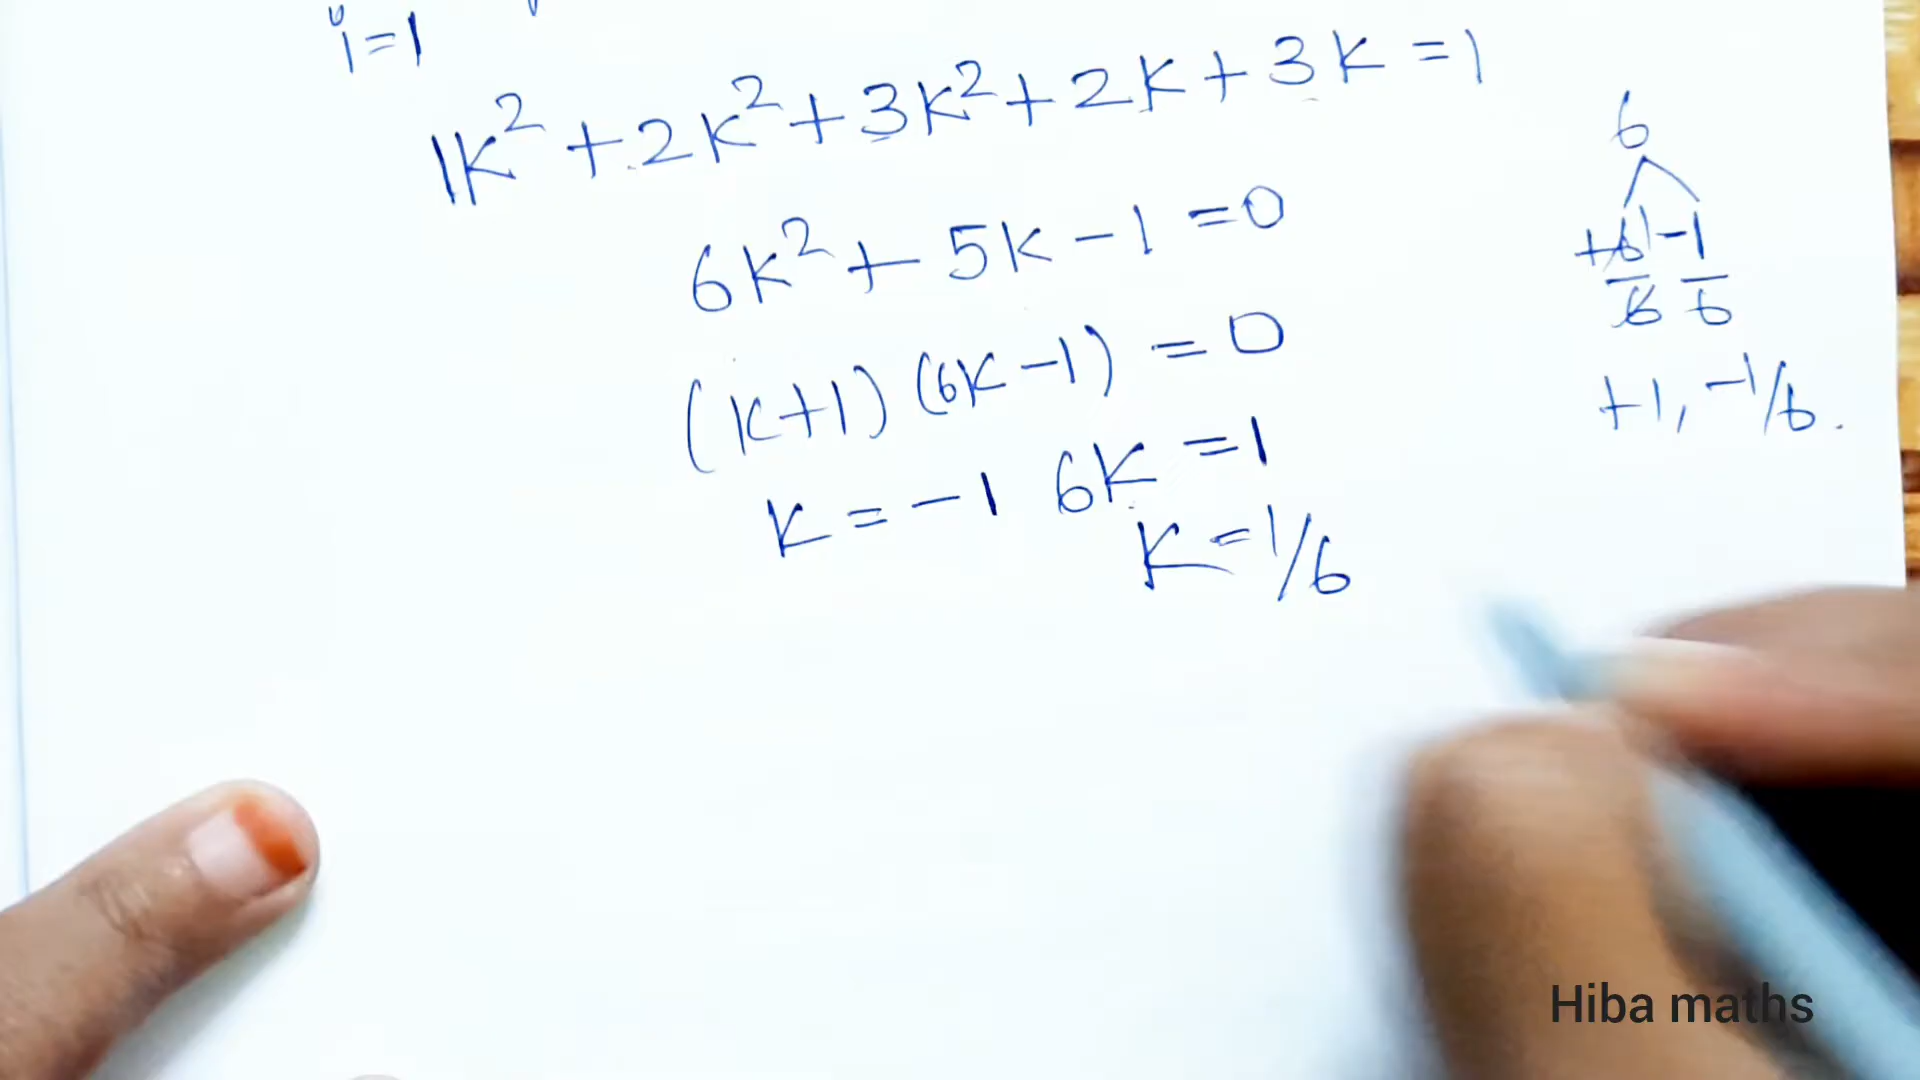 i=1
1k²+2k²+3k²+2k+3k=1
6k²+5k-1=0
(k+1)(6k-1)=0
k=-1 6k=1
k=1/6
6
+6 -1
6 6
+1, -1/6.
Hiba maths